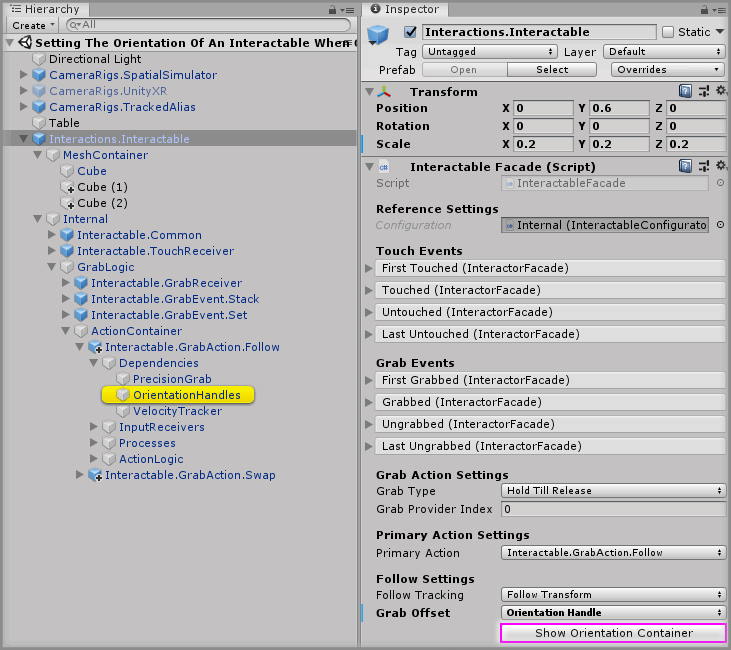 Hierarchy
Create
All
Setting The Orientation Of An Interactable When
Directional Light
CameraRigs.SpatialSimulator
CameraRigs.UnityXR
CameraRigs.TrackedAlias
Table
Interactions.Interactable
MeshContainer
Cube
Cube (1)
Cube (2)
Internal
Interactable.Common
Interactable.TouchReceiver
GrabLogic
Interactable.GrabReceiver
Interactable.GrabEvent.Stack
Interactable.GrabEvent.Set
ActionContainer
Interactable.GrabAction.Follow
Dependencies
PrecisionGrab
OrientationHandles
VelocityTracker
InputReceivers
Processes
ActionLogic
Interactable.GrabAction.Swap
Inspector
Interactions.Interactable Static
Tag Untagged Layer Default
Prefab Open Select Overrides
Transform
Position X 0 Y 0.6 Z 0
Rotation X 0 Y 0 Z 0
Scale X 0.2 Y 0.2 Z 0.2
Interactable Facade (Script)
Script InteractableFacade
Reference Settings
Configuration Internal (InteractableConfigurato
Touch Events
First Touched (InteractorFacade)
Touched (InteractorFacade)
Untouched (InteractorFacade)
Last Untouched (InteractorFacade)
Grab Events
First Grabbed (InteractorFacade)
Grabbed (InteractorFacade)
Ungrabbed (InteractorFacade)
Last Ungrabbed (InteractorFacade)
Grab Action Settings
Grab Type Hold Till Release
Grab Provider Index 0
Primary Action Settings
Primary Action Interactable.GrabAction.Follow
Follow Settings
Follow Tracking Follow Transform
Grab Offset Orientation Handle
Show Orientation Container